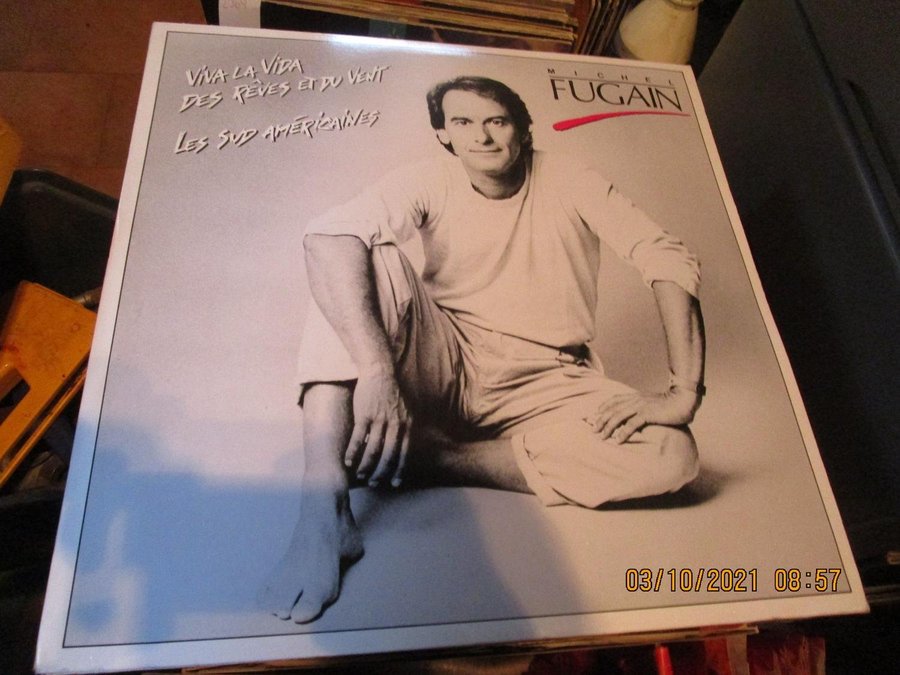 VIVA LA VIDA
DES RÊVES ET DU VENT
LES SUD AMÉRICAINES
MICHEL
FUGAIN
03/10/2021 08:57